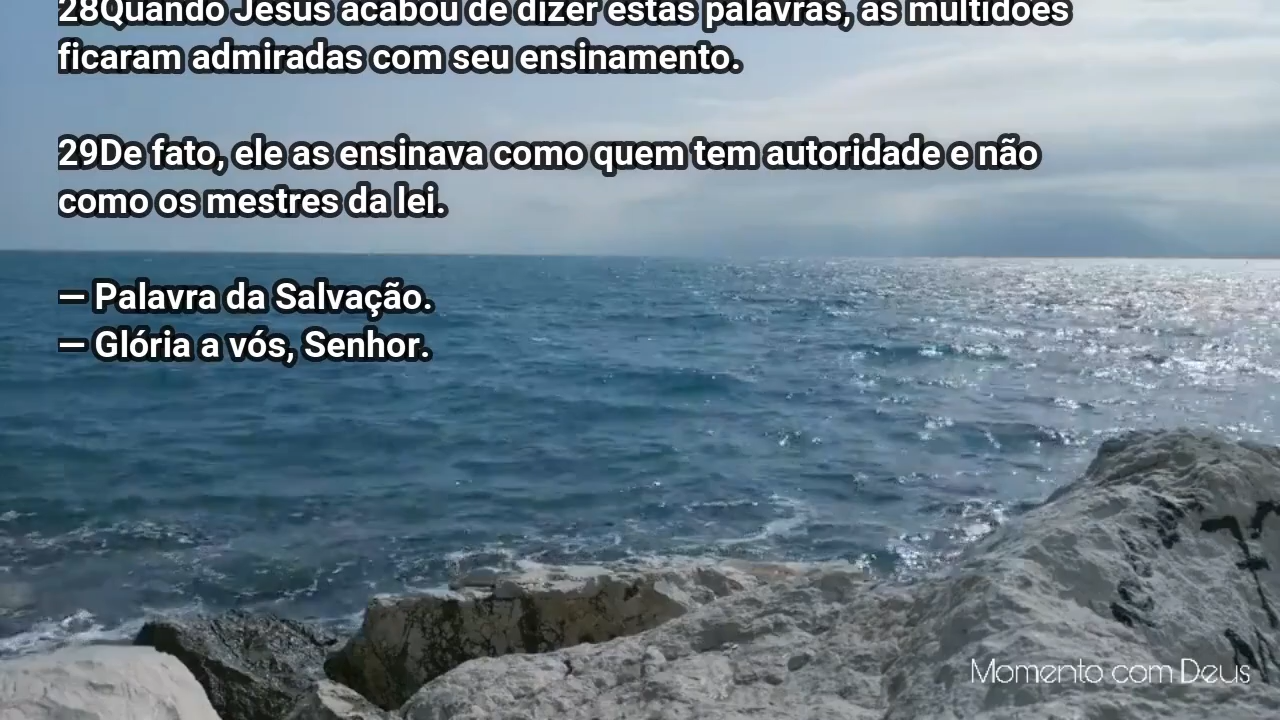 28Quando Jesus acabou de dizer estas palavras, as multidões
ficaram admiradas com seu ensinamento.
29De fato, ele as ensinava como quem tem autoridade e não
como os mestres da lei.
— Palavra da Salvação.
— Glória a vós, Senhor.
Momento com Deus